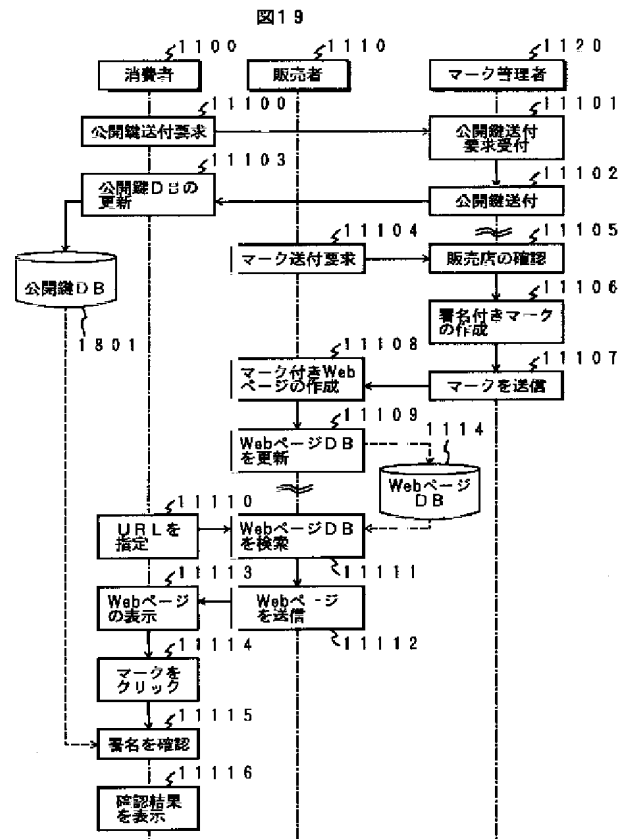 図19
1100
1110
1120
消費者
販売者
マーク管理者
11100
11101
公開鍵送付要求
公開鍵送付
要求受付
11103
11102
公開鍵DBの
更新
公開鍵送付
11104
11105
マーク送付要求
販売店の確認
公開鍵DB
1801
11106
署名付きマーク
の作成
11108
11107
マーク付きWeb
ページの作成
マークを送信
11109
1114
WebページDB
を更新
Webページ
DB
11110
URLを
指定
WebページDB
を検索
11113
11111
Webページ
の表示
Webページ
を送信
11114
11112
マークを
クリック
11115
署名を確認
11116
確認結果
を表示